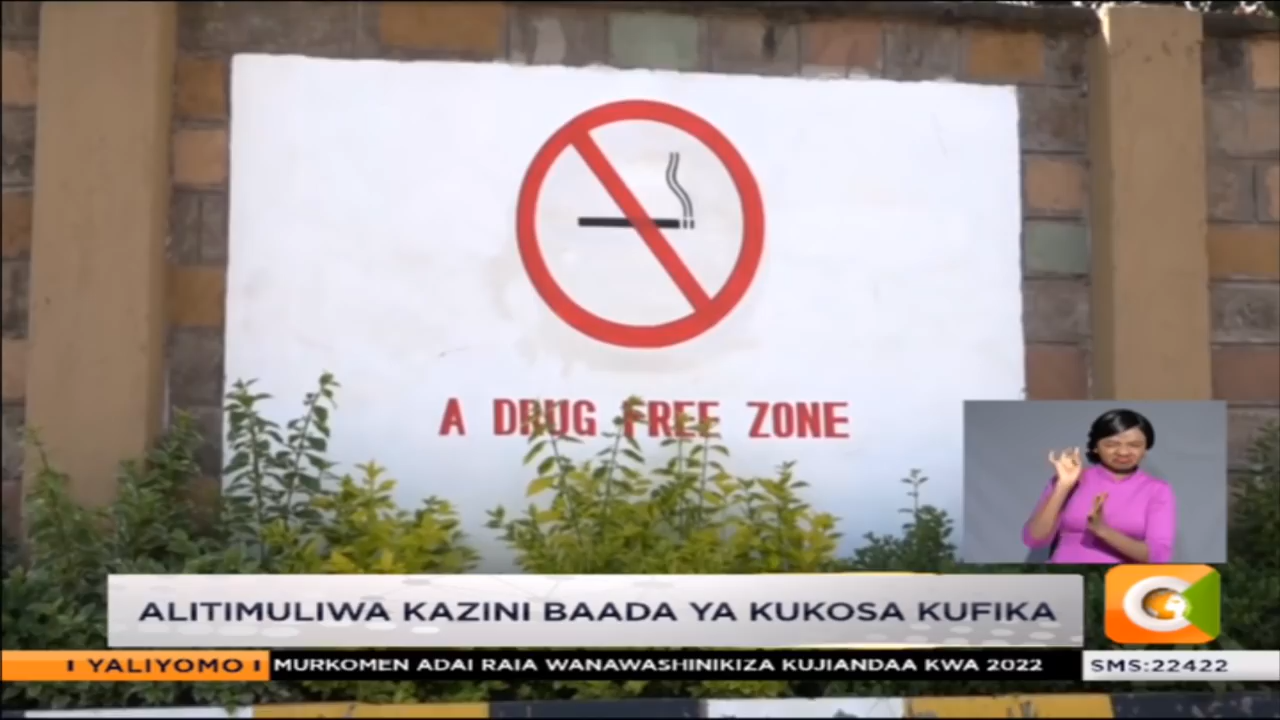 A DRUG FREE ZONE
ALITIMULIWA KAZINI BAADA YA KUKOSA KUFIKA
YALIYOMO
MURKOMEN ADAI RAIA WANAWASHINIKIZA KUJIANDAA KWA 2022
SMS:22422